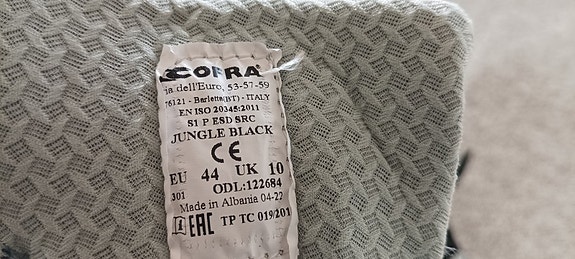 COFRA
ia dell'Euro, 53-57-59
76121 - Barletta(BT) - ITALY
EN ISO 20345:2011
S1 P ESD SRC
JUNGLE BLACK
CE
EU 44 UK 10
301 ODL:122684
Made in Albania 04-22
i EAC TP TC 019/201